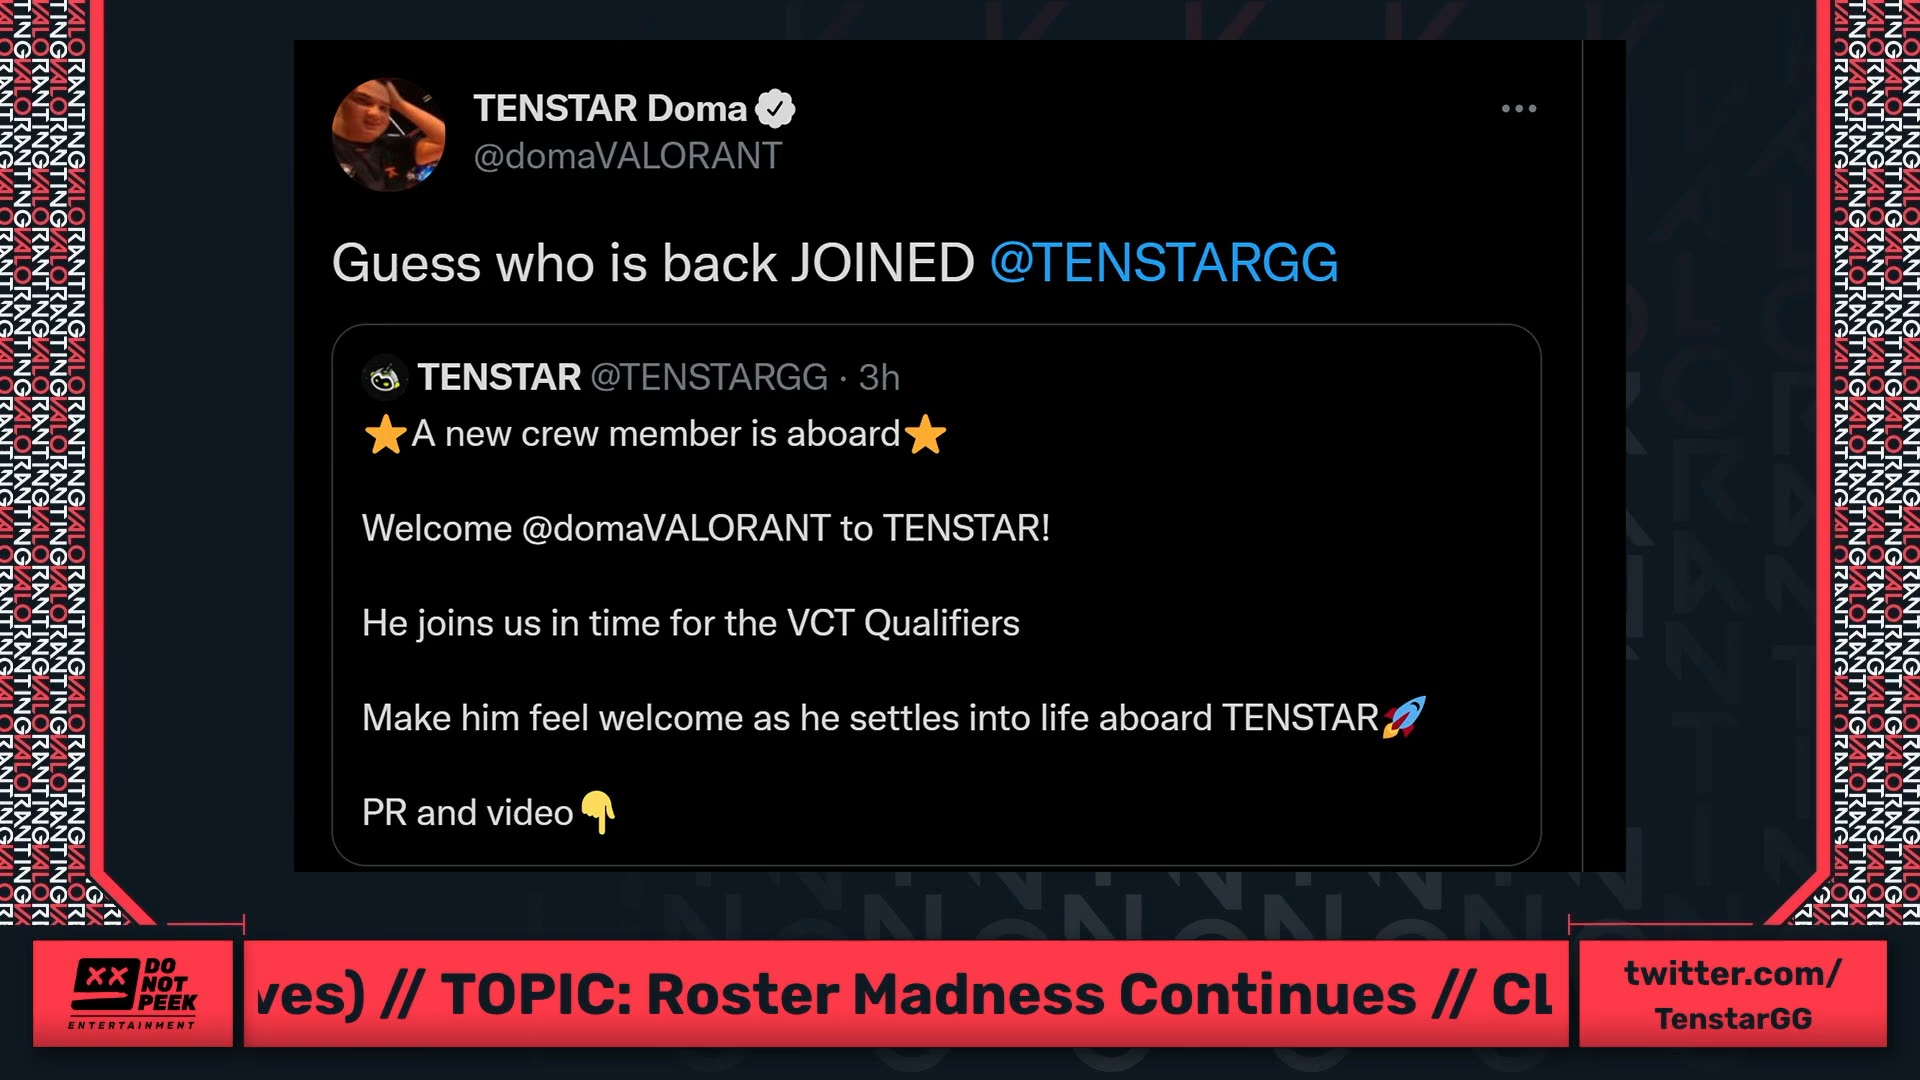 TENSTAR Doma
@domaVALORANT
Guess who is back JOINED @TENSTARGG
TENSTAR @TENSTARGG · 3h
⭐A new crew member is aboard⭐
Welcome @domaVALORANT to TENSTAR!
He joins us in time for the VCT Qualifiers
Make him feel welcome as he settles into life aboard TENSTAR🚀
PR and video👇
DO
NOT
PEEK
ENTERTAINMENT
ves) // TOPIC: Roster Madness Continues // CL
twitter.com/
TenstarGG
VALORANTING